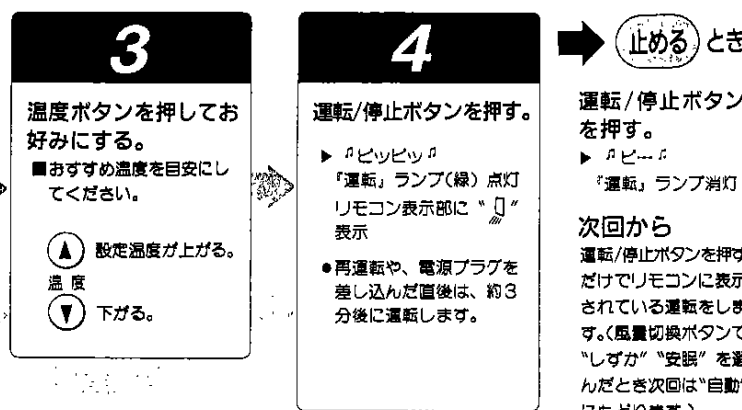 3
温度ボタンを押してお
好みにする。
■おすすめ温度を目安にし
てください。
▲ 設定温度が上がる。
温度
▼ 下がる。
4
運転/停止ボタンを押す。
▶ ♫ピッピッ♫
『運転』ランプ(緑) 点灯
リモコン表示部に " "
表示
●再運転や、電源プラグを
差し込んだ直後は、約3
分後に運転します。
止める とき
運転/停止ボタン
を押す。
▶ ♫ピー♫
『運転』ランプ消灯
次回から
運転/停止ボタンを押す
だけでリモコンに表示
されている運転をしま
す。(風量切換ボタンで
"しずか" "安眠" を選
んだとき次回は"自動"
にもどります。)